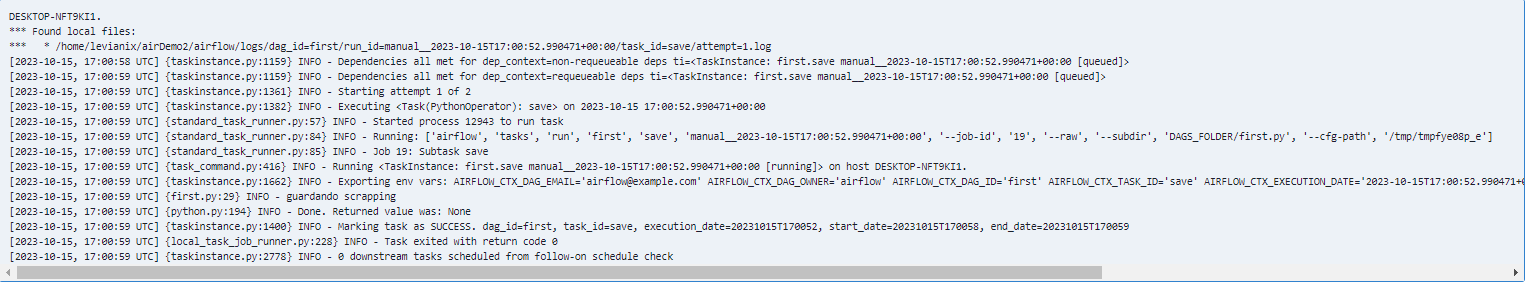 DESKTOP-NFT9KI1.
*** Found local files:
***   * /home/levianix/airDemo2/airflow/logs/dag_id=first/run_id=manual__2023-10-15T17:00:52.990471+00:00/task_id=save/attempt=1.log
[2023-10-15, 17:00:58 UTC] {taskinstance.py:1159} INFO - Dependencies all met for dep_context=non-requeueable deps ti=<TaskInstance: first.save manual__2023-10-15T17:00:52.990471+00:00 [queued]>
[2023-10-15, 17:00:59 UTC] {taskinstance.py:1159} INFO - Dependencies all met for dep_context=requeueable deps ti=<TaskInstance: first.save manual__2023-10-15T17:00:52.990471+00:00 [queued]>
[2023-10-15, 17:00:59 UTC] {taskinstance.py:1361} INFO - Starting attempt 1 of 2
[2023-10-15, 17:00:59 UTC] {taskinstance.py:1382} INFO - Executing <Task(PythonOperator): save> on 2023-10-15 17:00:52.990471+00:00
[2023-10-15, 17:00:59 UTC] {standard_task_runner.py:57} INFO - Started process 12943 to run task
[2023-10-15, 17:00:59 UTC] {standard_task_runner.py:84} INFO - Running: ['airflow', 'tasks', 'run', 'first', 'save', 'manual__2023-10-15T17:00:52.990471+00:00', '--job-id', '19', '--raw', '--subdir', 'DAGS_FOLDER/first.py', '--cfg-path', '/tmp/tmpfye08p_e']
[2023-10-15, 17:00:59 UTC] {standard_task_runner.py:85} INFO - Job 19: Subtask save
[2023-10-15, 17:00:59 UTC] {task_command.py:416} INFO - Running <TaskInstance: first.save manual__2023-10-15T17:00:52.990471+00:00 [running]> on host DESKTOP-NFT9KI1.
[2023-10-15, 17:00:59 UTC] {taskinstance.py:1662} INFO - Exporting env vars: AIRFLOW_CTX_DAG_EMAIL='airflow@example.com' AIRFLOW_CTX_DAG_OWNER='airflow' AIRFLOW_CTX_DAG_ID='first' AIRFLOW_CTX_TASK_ID='save' AIRFLOW_CTX_EXECUTION_DATE='2023-10-15T17:00:52.990471+0
[2023-10-15, 17:00:59 UTC] {first.py:29} INFO - guardando scrapping
[2023-10-15, 17:00:59 UTC] {python.py:194} INFO - Done. Returned value was: None
[2023-10-15, 17:00:59 UTC] {taskinstance.py:1400} INFO - Marking task as SUCCESS. dag_id=first, task_id=save, execution_date=20231015T170052, start_date=20231015T170058, end_date=20231015T170059
[2023-10-15, 17:00:59 UTC] {local_task_job_runner.py:228} INFO - Task exited with return code 0
[2023-10-15, 17:00:59 UTC] {taskinstance.py:2778} INFO - 0 downstream tasks scheduled from follow-on schedule check